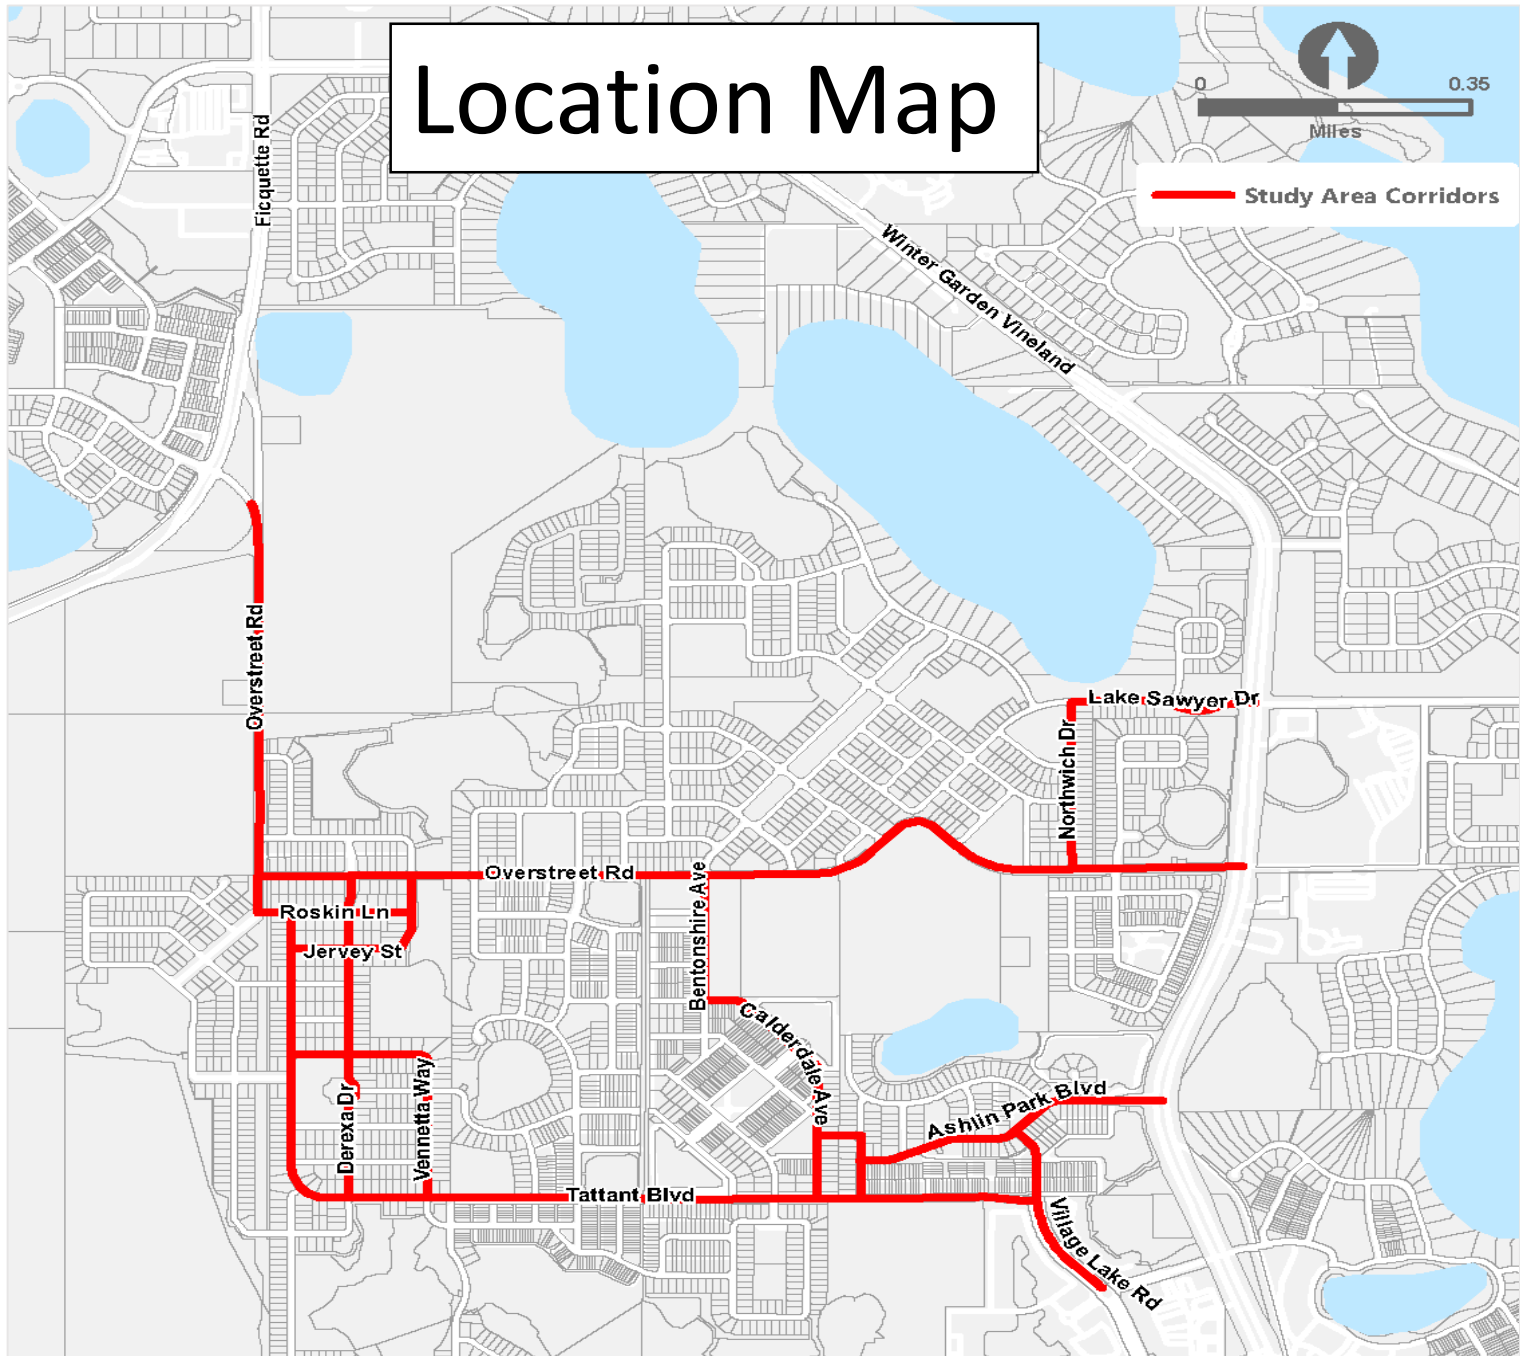 Location Map
0 0.35
Miles
Study Area Corridors
Ficquette Rd
Winter Garden Vineland
Overstreet Rd
Lake Sawyer Dr
Northwich Dr
Overstreet Rd
Bentonshire Ave
Roskin Ln
Jervey St
Calderdale Ave
Derexa Dr
Vennetta Way
Ashlin Park Blvd
Tattant Blvd
Village Lake Rd